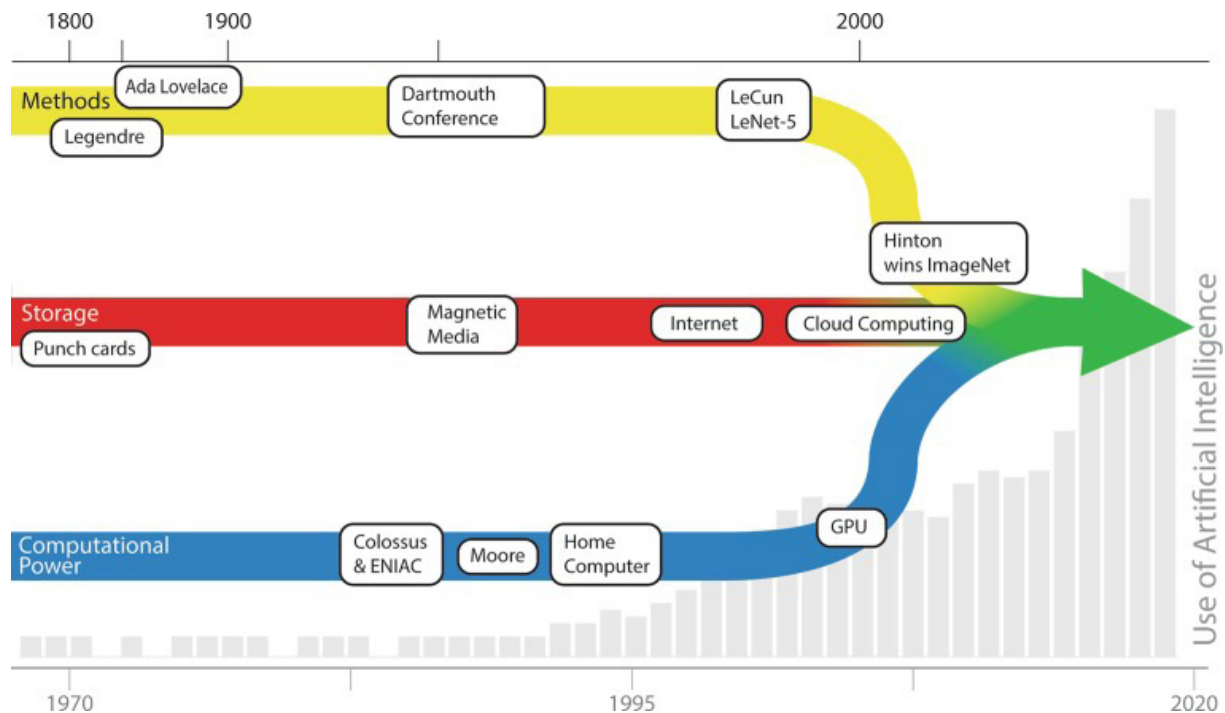 1800
1900
2000
Methods
Ada Lovelace
Legendre
Dartmouth
Conference
LeCun
LeNet-5
Hinton
wins ImageNet
Storage
Punch cards
Magnetic
Media
Internet
Cloud Computing
Computational
Power
Colossus
& ENIAC
Moore
Home
Computer
GPU
Use of Artificial Intelligence
1970
1995
2020